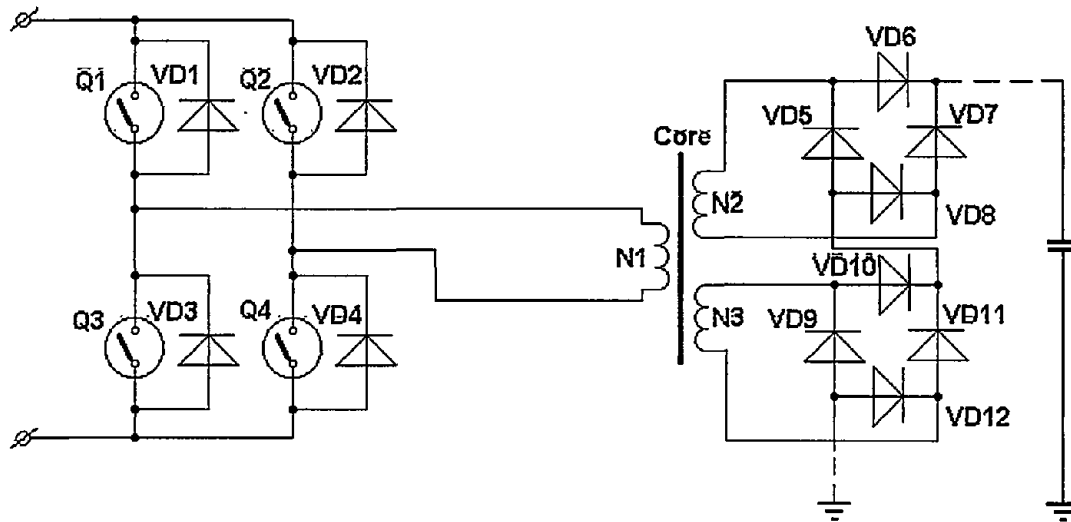 VD6
Q1 VD1 Q2 VD2
VD5 VD7
Core
N2
VD8
N1
VD10
Q3 VD3 Q4 VD4
N3 VD9 VD11
VD12